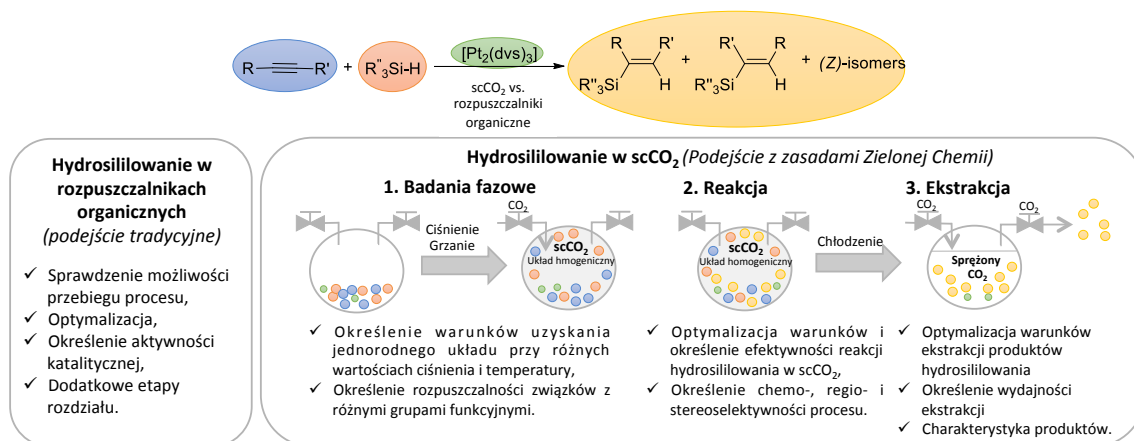 R R' + R"₃Si-H
[Pt₂(dvs)₃]
scCO₂ vs.
rozpuszczalniki
organiczne
R R' R"₃Si H + R' R R"₃Si H + (Z)-isomers
Hydrosililowanie w
rozpuszczalnikach
organicznych
(podejście tradycyjne)
✓ Sprawdzenie możliwości
przebiegu procesu,
✓ Optymalizacja,
✓ Określenie aktywności
katalitycznej,
✓ Dodatkowe etapy
rozdziału.
Hydrosililowanie w scCO₂ (Podejście z zasadami Zielonej Chemii)
1. Badania fazowe
Ciśnienie
Grzanie
CO₂
scCO₂
Układ hmogeniczny
✓ Określenie warunków uzyskania
jednorodnego układu przy różnych
wartościach ciśnienia i temperatury,
✓ Określenie rozpuszczalności związków z
różnymi grupami funkcyjnymi.
2. Reakcja
scCO₂
Układ homogeniczny
Chłodzenie
✓ Optymalizacja warunków i
określenie efektywności reakcji
hydrosililowania w scCO₂,
✓ Określenie chemo-, regio- i
stereoselektywności procesu.
3. Ekstrakcja
CO₂
CO₂
Sprężony
CO₂
✓ Optymalizacja warunków
ekstrakcji produktów
hydrosililowania
✓ Określenie wydajności
ekstrakcji
✓ Charakterystyka produktów.